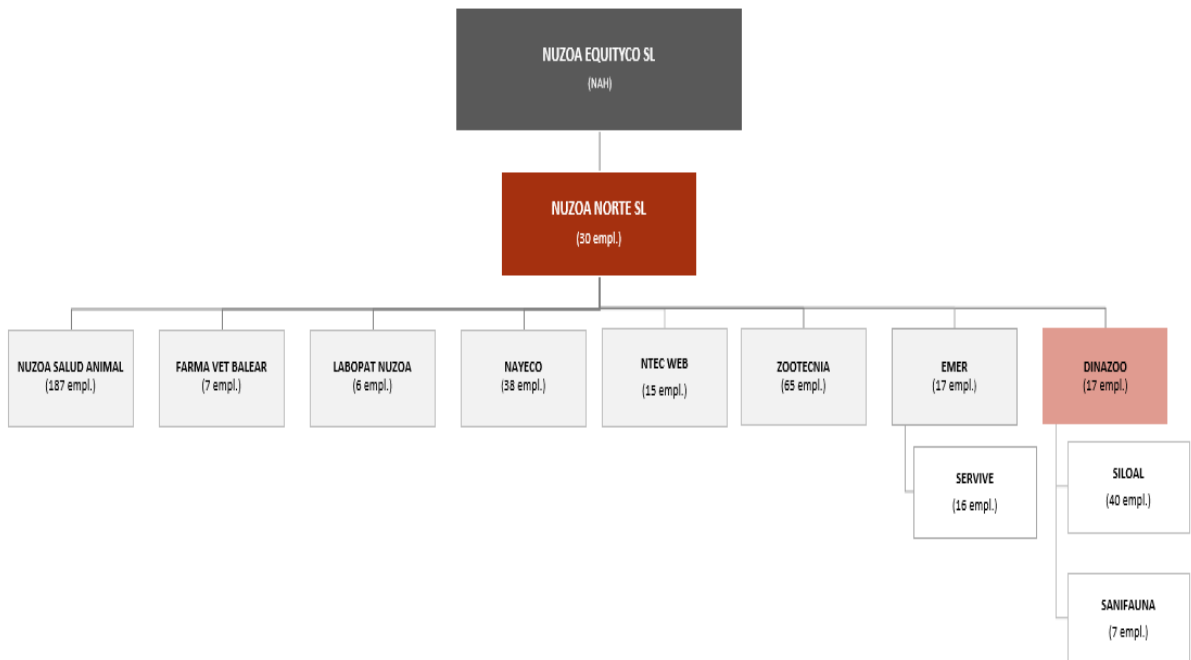 NUZOA EQUITYCO SL
(NAH)
NUZOA NORTE SL
(30 empl.)
NUZOA SALUD ANIMAL
(187 empl.)
FARMA VET BALEAR
(7 empl.)
LABOPAT NUZOA
(6 empl.)
NAYECO
(38 empl.)
NTEC WEB
(15 empl.)
ZOOTECNIA
(65 empl.)
EMER
(17 empl.)
DINAZOO
(17 empl.)
SERVIVE
(16 empl.)
SILOAL
(40 empl.)
SANIFAUNA
(7 empl.)